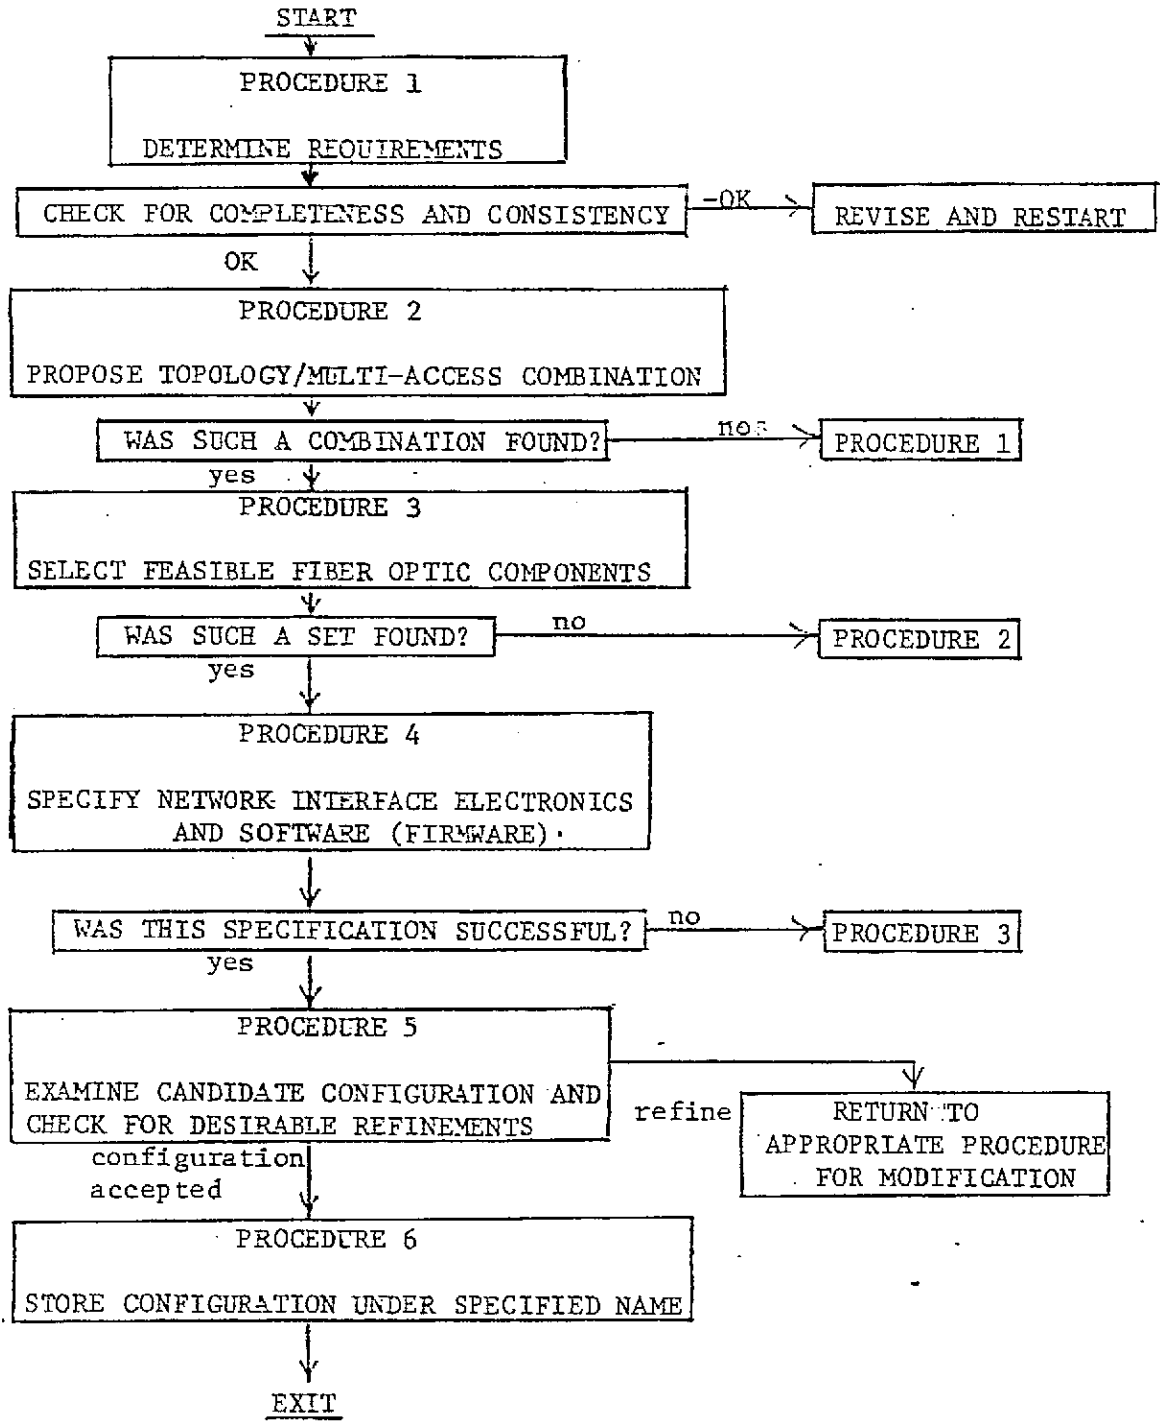 START
PROCEDURE 1
DETERMINE REQUIREMENTS
CHECK FOR COMPLETENESS AND CONSISTENCY
-OK
REVISE AND RESTART
OK
PROCEDURE 2
PROPOSE TOPOLOGY/MULTI-ACCESS COMBINATION
WAS SUCH A COMBINATION FOUND?
no
PROCEDURE 1
yes
PROCEDURE 3
SELECT FEASIBLE FIBER OPTIC COMPONENTS
WAS SUCH A SET FOUND?
no
PROCEDURE 2
yes
PROCEDURE 4
SPECIFY NETWORK INTERFACE ELECTRONICS
AND SOFTWARE (FIRMWARE)
WAS THIS SPECIFICATION SUCCESSFUL?
no
PROCEDURE 3
yes
PROCEDURE 5
EXAMINE CANDIDATE CONFIGURATION AND
CHECK FOR DESIRABLE REFINEMENTS
refine
RETURN TO
APPROPRIATE PROCEDURE
FOR MODIFICATION
configuration
accepted
PROCEDURE 6
STORE CONFIGURATION UNDER SPECIFIED NAME
EXIT